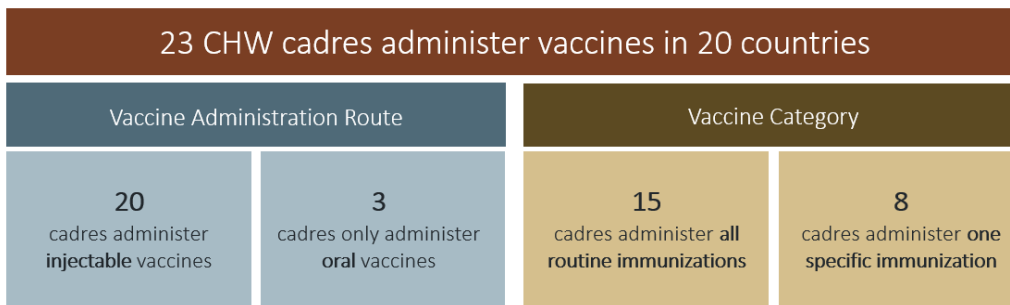 23 CHW cadres administer vaccines in 20 countries
Vaccine Administration Route
20
cadres administer
injectable vaccines
3
cadres only administer
oral vaccines
Vaccine Category
15
cadres administer all
routine immunizations
8
cadres administer one
specific immunization